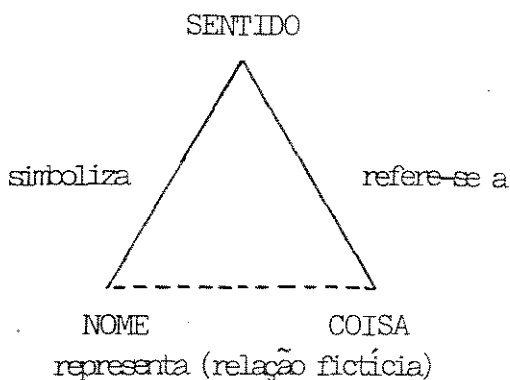 SENTIDO
simboliza
refere-se a
NOME
COISA
representa (relação fictícia)